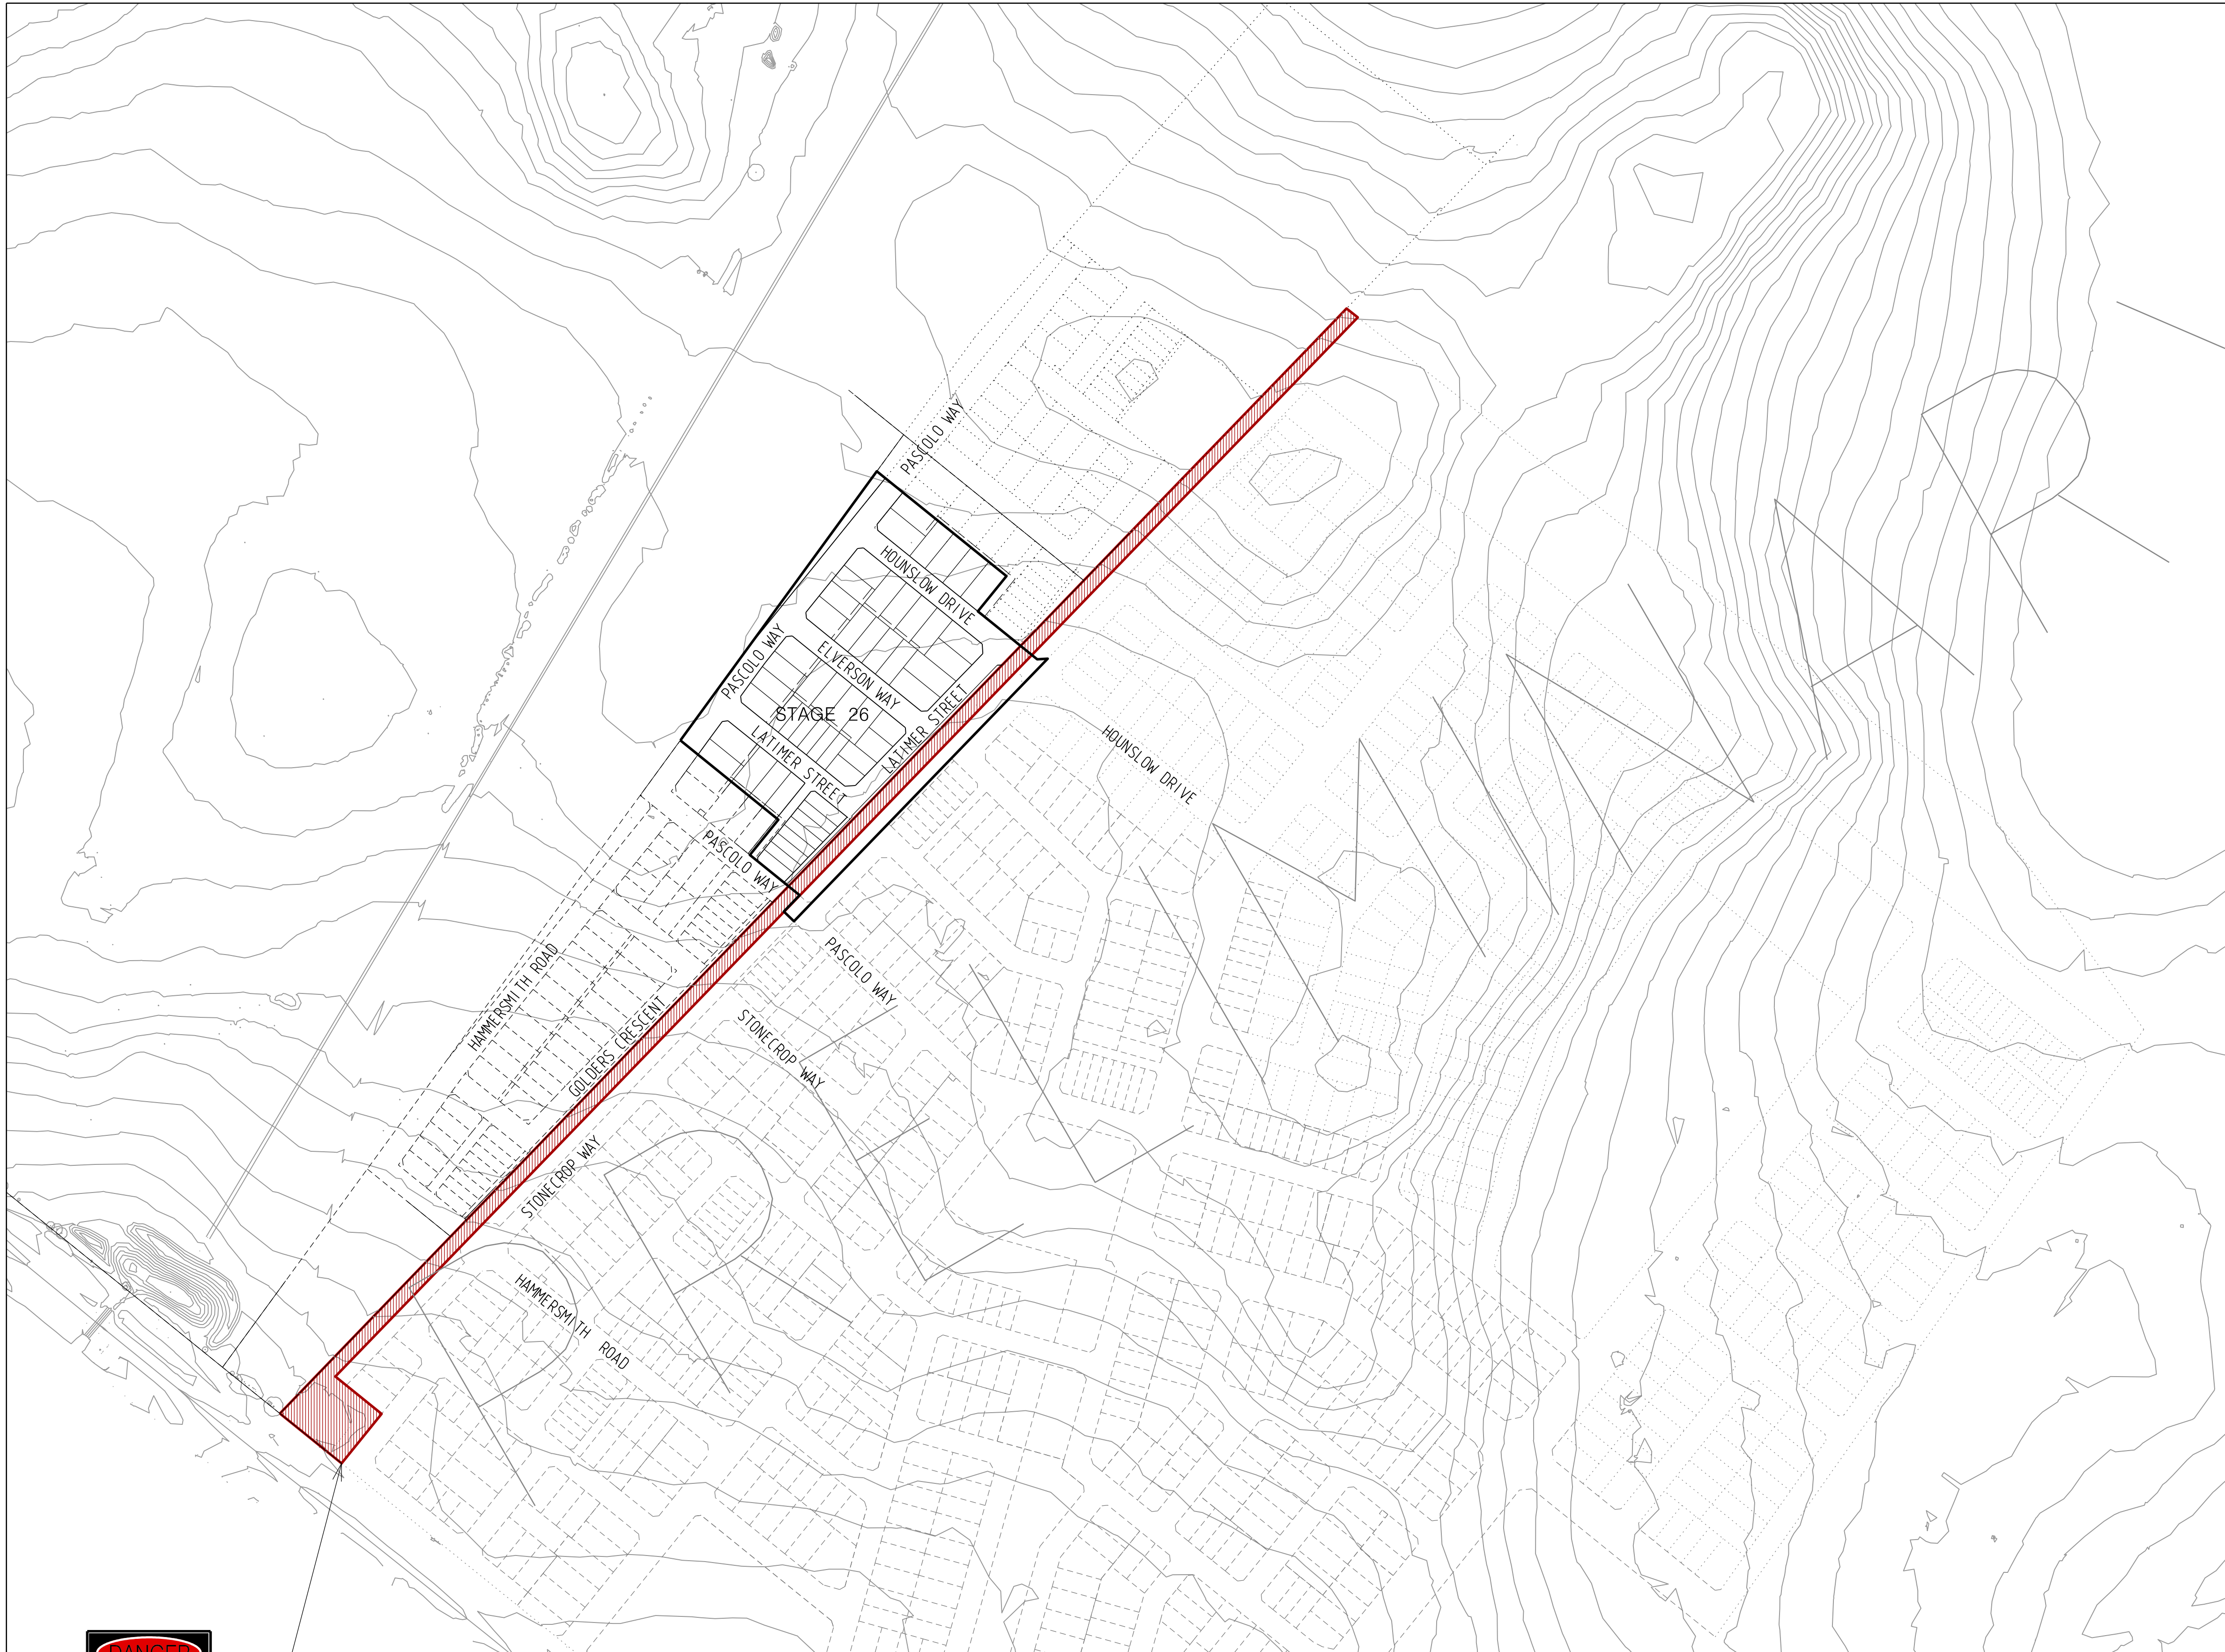 PASCOLO WAY
HOUNSLOW DRIVE
PASCOLO WAY
ELVERSON WAY
STAGE 26
LATIMER STREET
LATIMER STREET
HOUNSLOW DRIVE
PASCOLO WAY
PASCOLO WAY
HAMMERSMITH ROAD
GOLDERS CRESCENT
STONECROP WAY
STONECROP WAY
HAMMERSMITH ROAD
DANGER